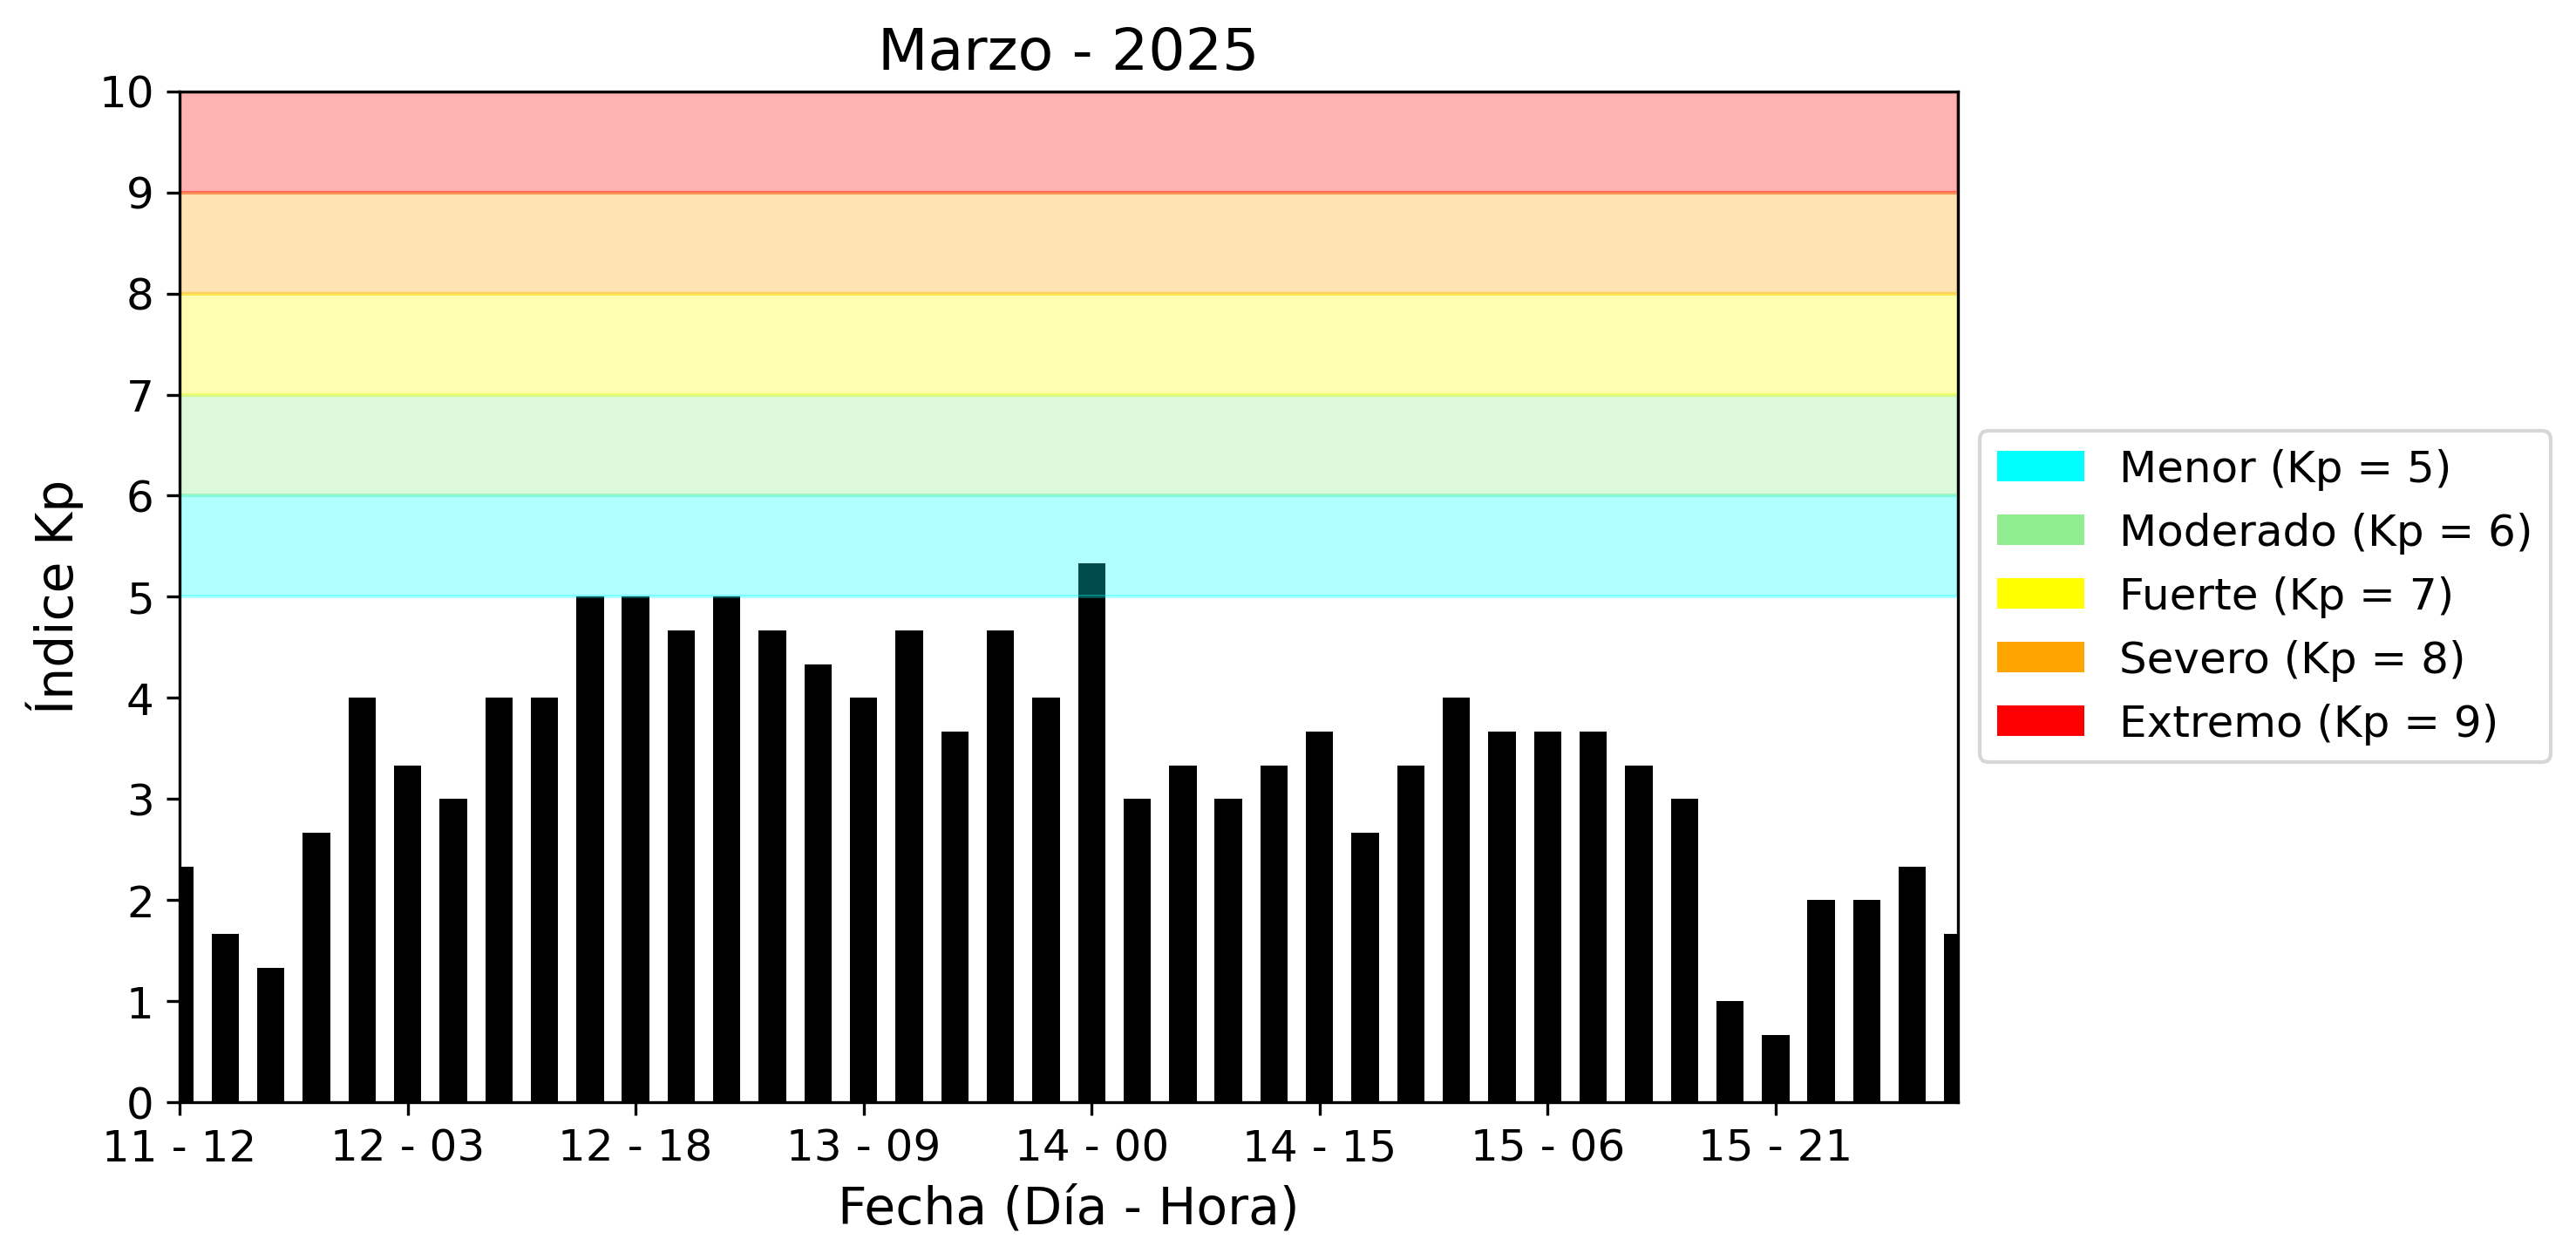 Marzo - 2025
10
9
8
7
6
5
4
3
2
1
0
Índice Kp
11 - 12
12 - 03
12 - 18
13 - 09
14 - 00
14 - 15
15 - 06
15 - 21
Fecha (Día - Hora)
Menor (Kp = 5)
Moderado (Kp = 6)
Fuerte (Kp = 7)
Severo (Kp = 8)
Extremo (Kp = 9)